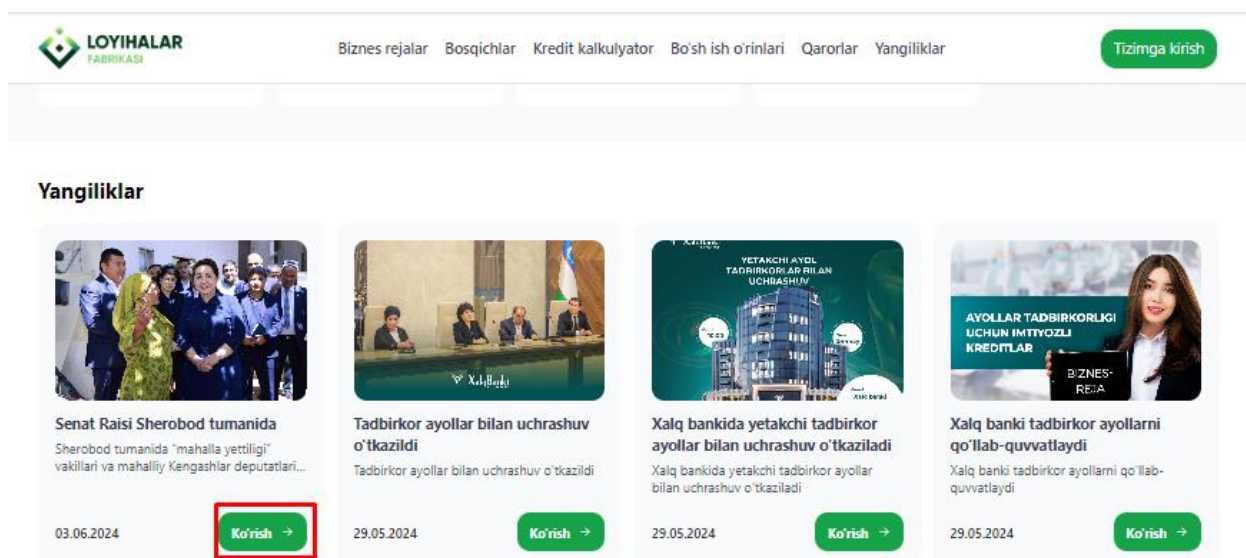 LOYIHALAR
FABRIKASI
Biznes rejalar Bosqichlar Kredit kalkulyator Bo'sh ish o'rinlari Qarorlar Yangiliklar
Tizimga kirish
Yangiliklar
XalqBanki
XalqBanki
YETAKCHI AYOL
TADBIRKORLAR BILAN
UCHRASHUV
Xalq banki
AYOLLAR TADBIRKORLIGI
UCHUN IMTIYOZLI
KREDITLAR
BIZNES-
REJA
Senat Raisi Sherobod tumanida
Sherobod tumanida "mahalla yettiligi"
vakillari va mahalliy Kengashlar deputatlari...
03.06.2024
Ko'rish →
Tadbirkor ayollar bilan uchrashuv
o'tkazildi
Tadbirkor ayollar bilan uchrashuv o'tkazildi
29.05.2024
Ko'rish →
Xalq bankida yetakchi tadbirkor
ayollar bilan uchrashuv o'tkaziladi
Xalq bankida yetakchi tadbirkor ayollar
bilan uchrashuv o'tkaziladi
29.05.2024
Ko'rish →
Xalq banki tadbirkor ayollarni
qo'llab-quvvatlaydi
Xalq banki tadbirkor ayollarni qo'llab-
quvvatlaydi
29.05.2024
Ko'rish →